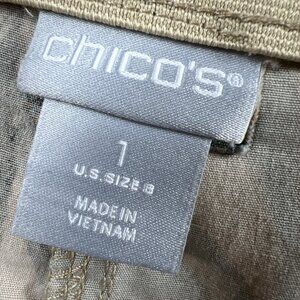 chico's®
1
U.S. SIZE 8
MADE IN
VIETNAM